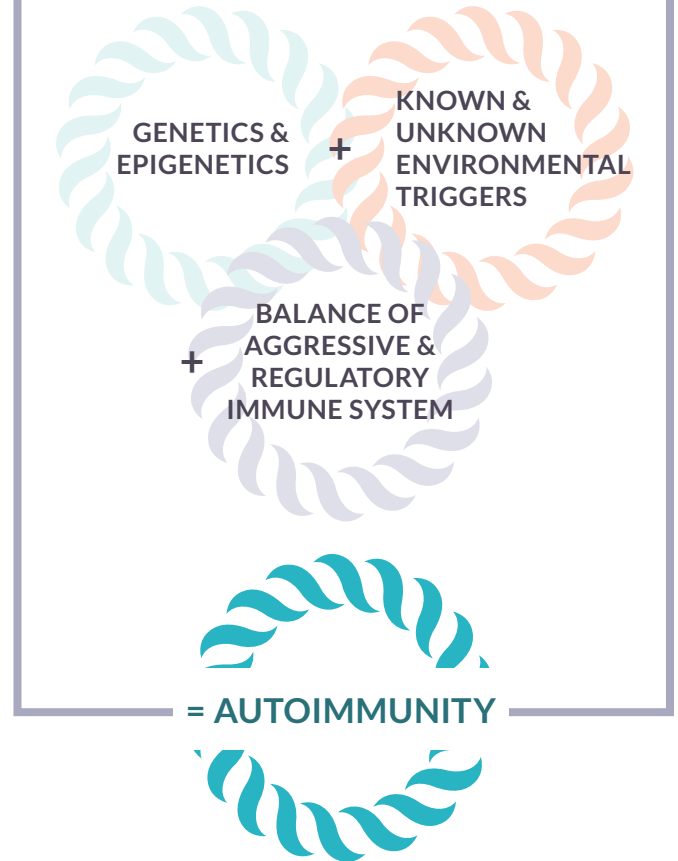 GENETICS &
EPIGENETICS
+
KNOWN &
UNKNOWN
ENVIRONMENTAL
TRIGGERS
+
BALANCE OF
AGGRESSIVE &
REGULATORY
IMMUNE SYSTEM
= AUTOIMMUNITY